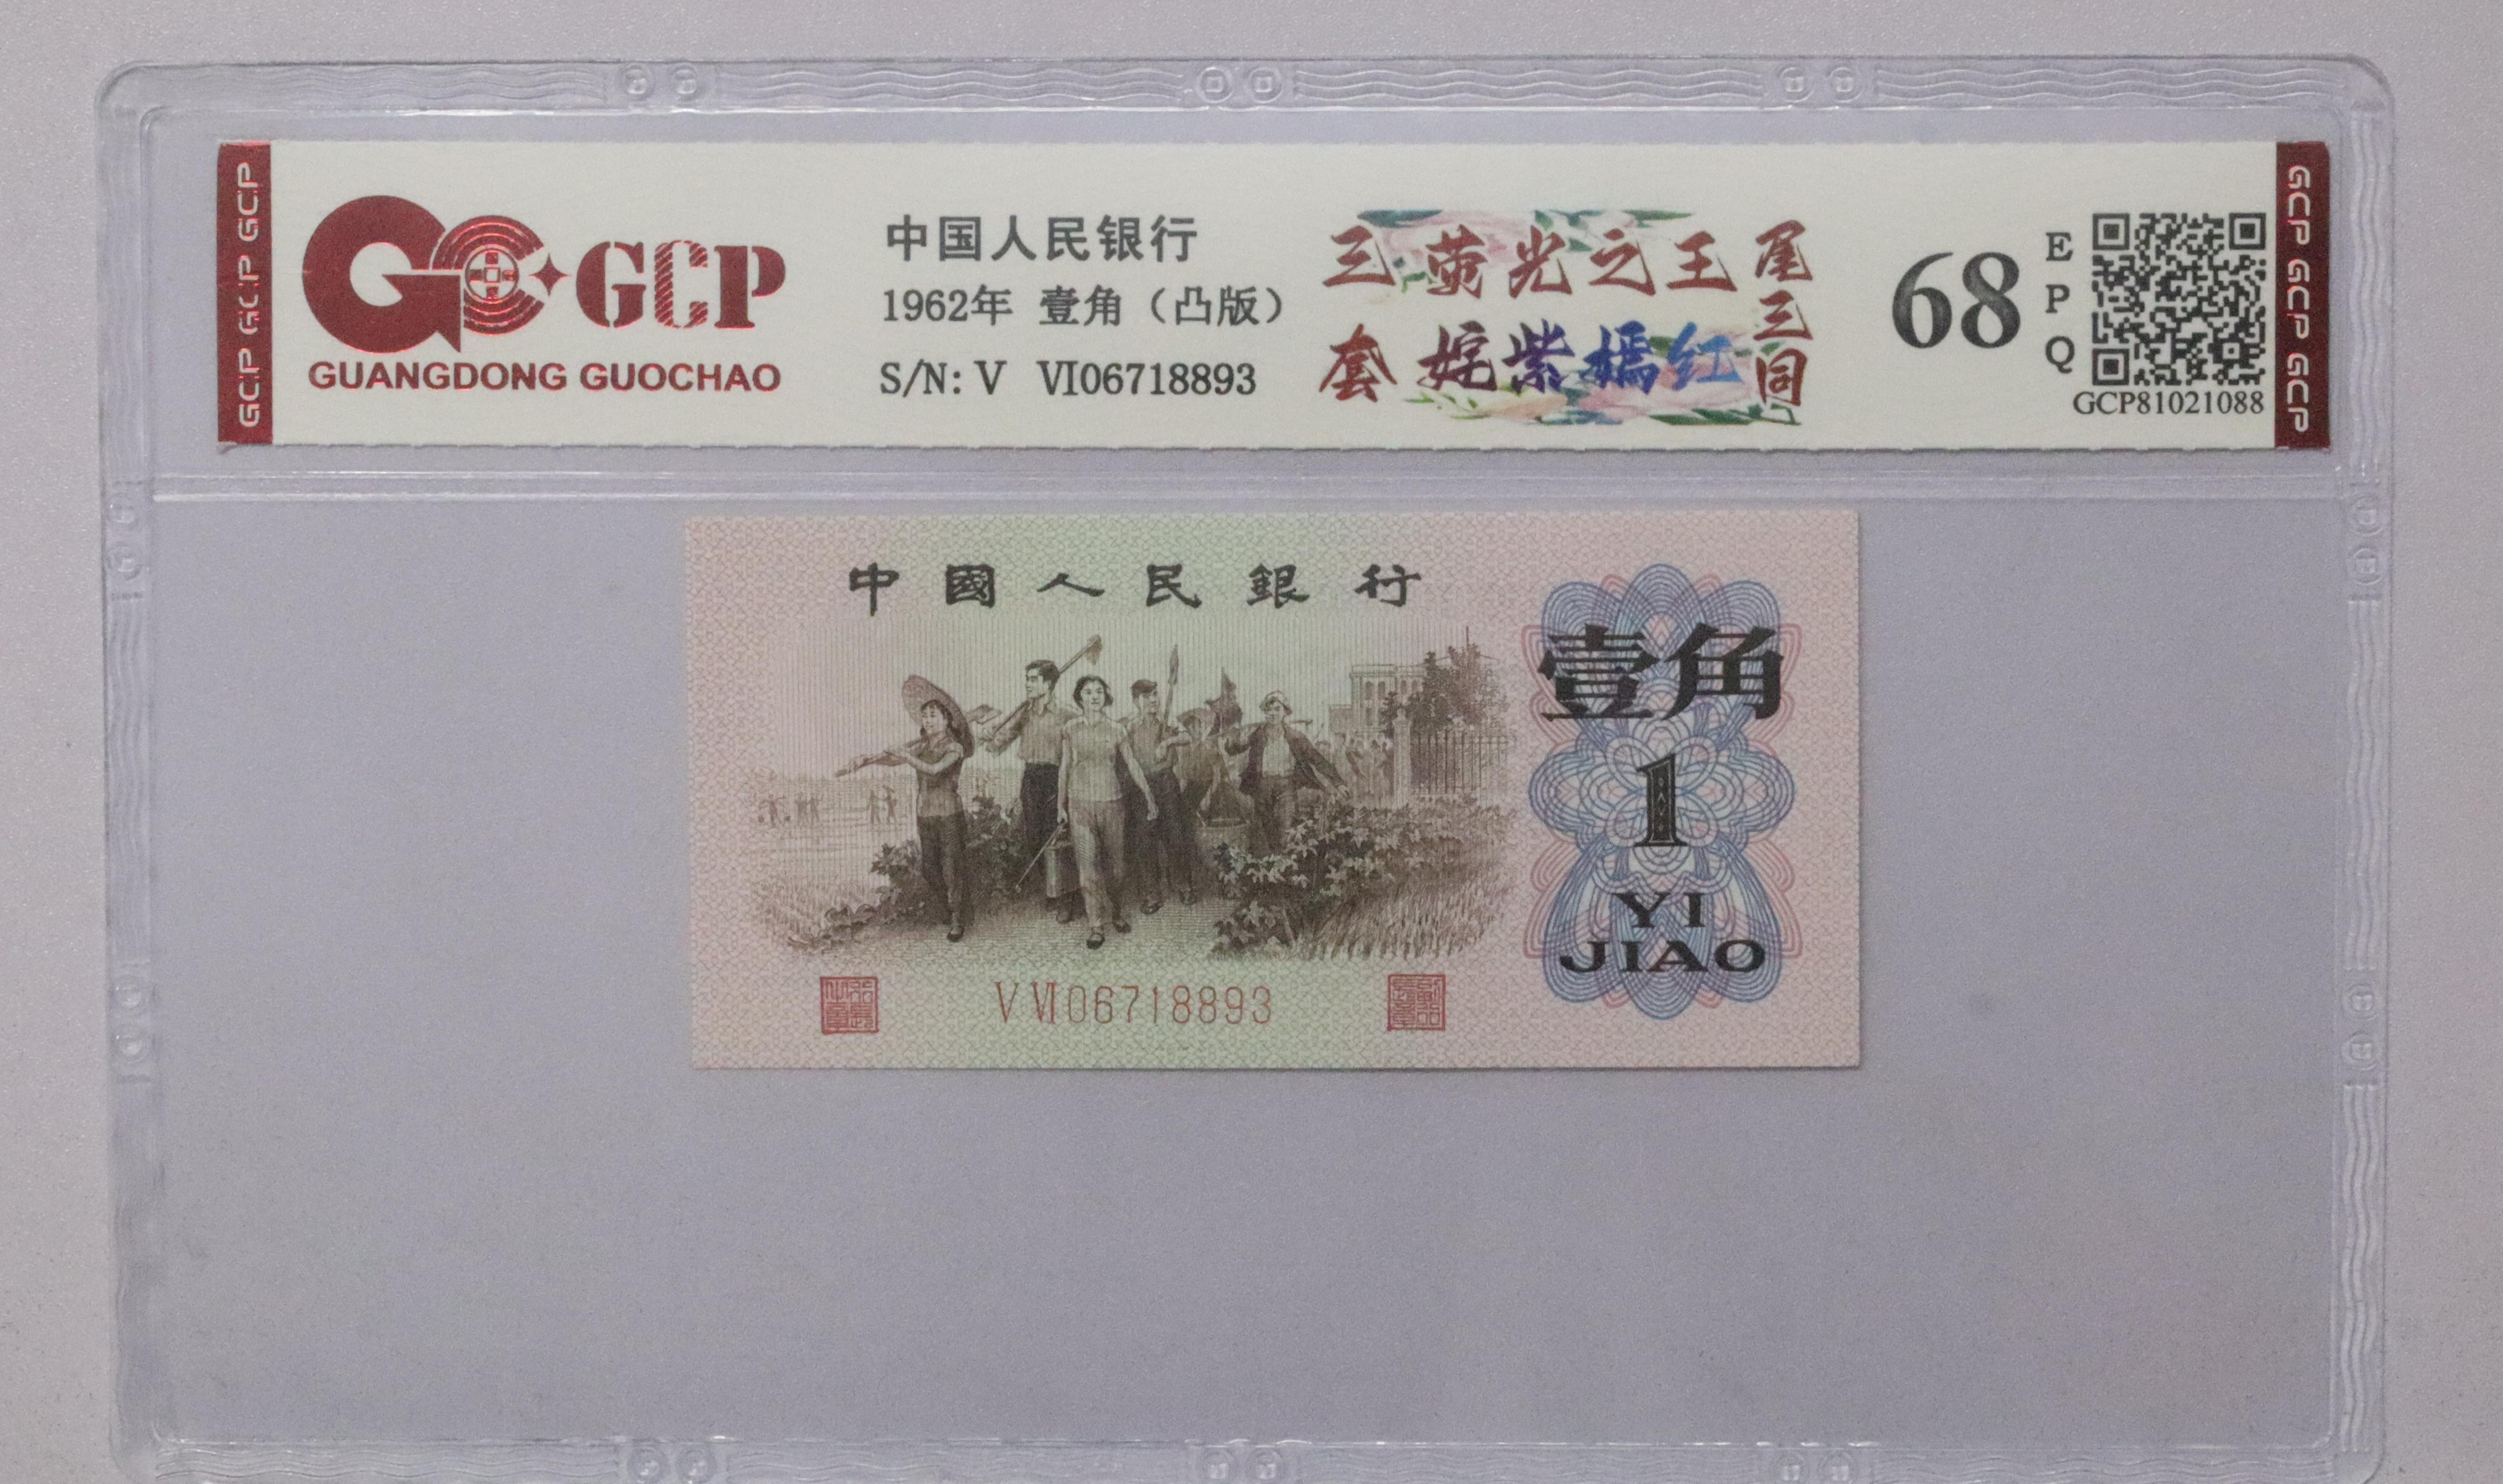 GCP GCP GCP
GCP
GUANGDONG GUOCHAO
中国人民银行
1962年 壹角（凸版）
S/N: V VI06718893
三套
荧光之王
姹紫嫣红
尾三同
68
EPQ
GCP81021088
GCP GCP GCP
中國人民銀行
壹角
1
YI
JIAO
V VI 06718893